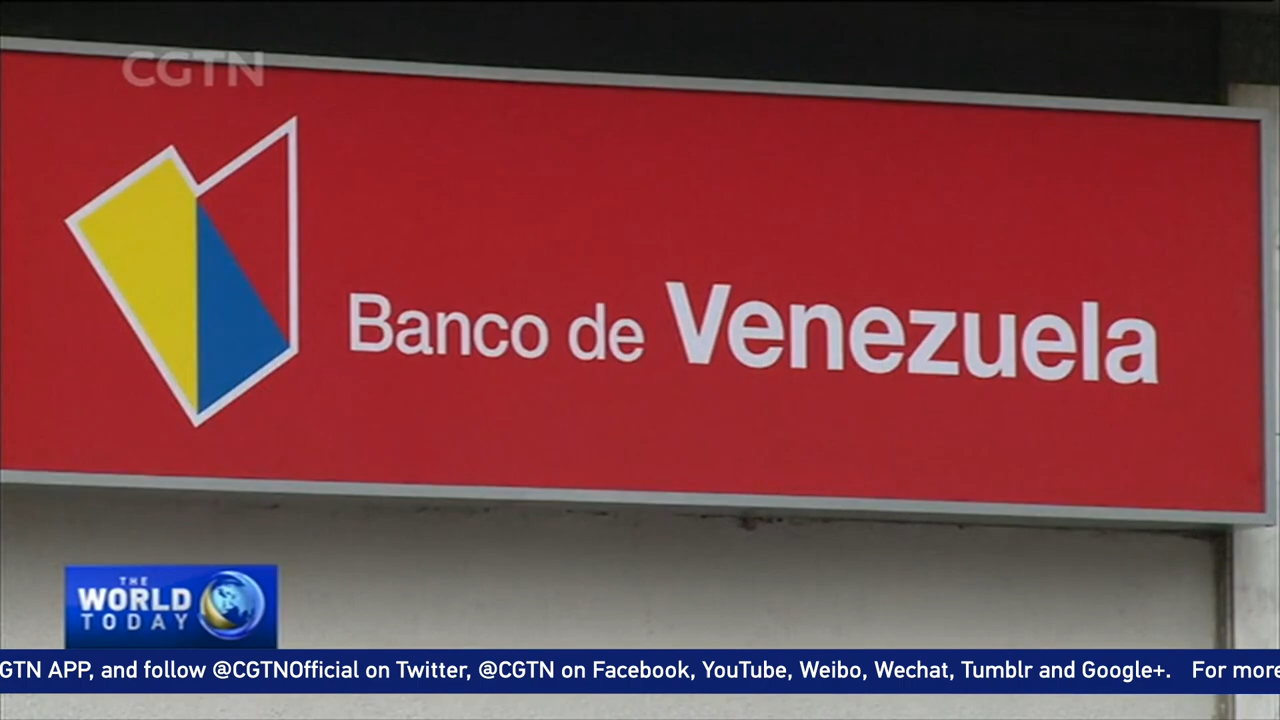 CGTN
Banco de Venezuela
THE
WORLD
TODAY
GTN APP, and follow @CGTNOfficial on Twitter, @CGTN on Facebook, YouTube, Weibo, Wechat, Tumblr and Google+. For more